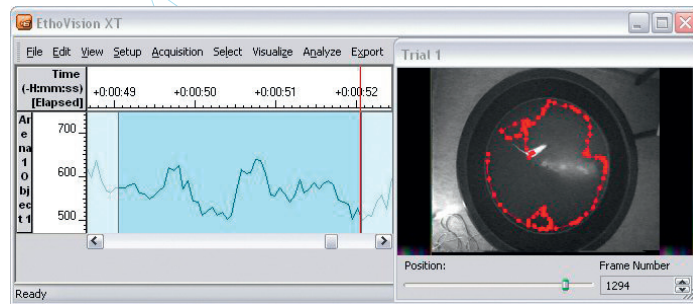 EthoVision XT
File Edit View Setup Acquisition Select Visualize Analyze Export
Trial 1
Time
(-H:mm:ss)
[Elapsed]
+0:00:49 +0:00:50 +0:00:51 +0:00:52
Ar
e
na
1
O
bj
ec
t 1
700
600
500
Position:
Frame Number
1294
Ready